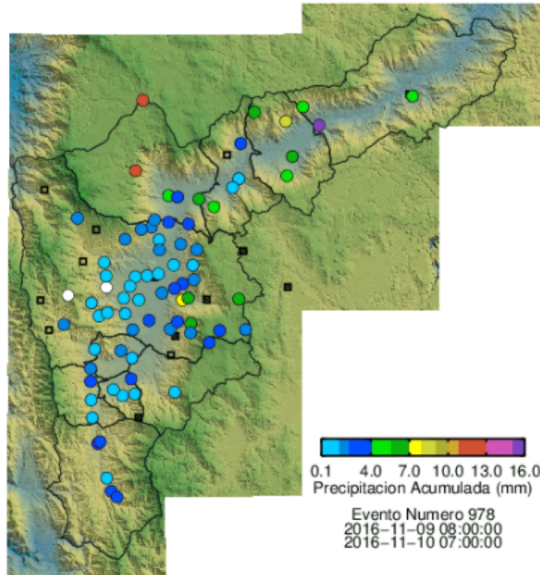 0.1 4.0 7.0 10.0 13.0 16.0
Precipitacion Acumulada (mm)
Evento Numero 978
2016-11-09 08:00:00
2016-11-10 07:00:00